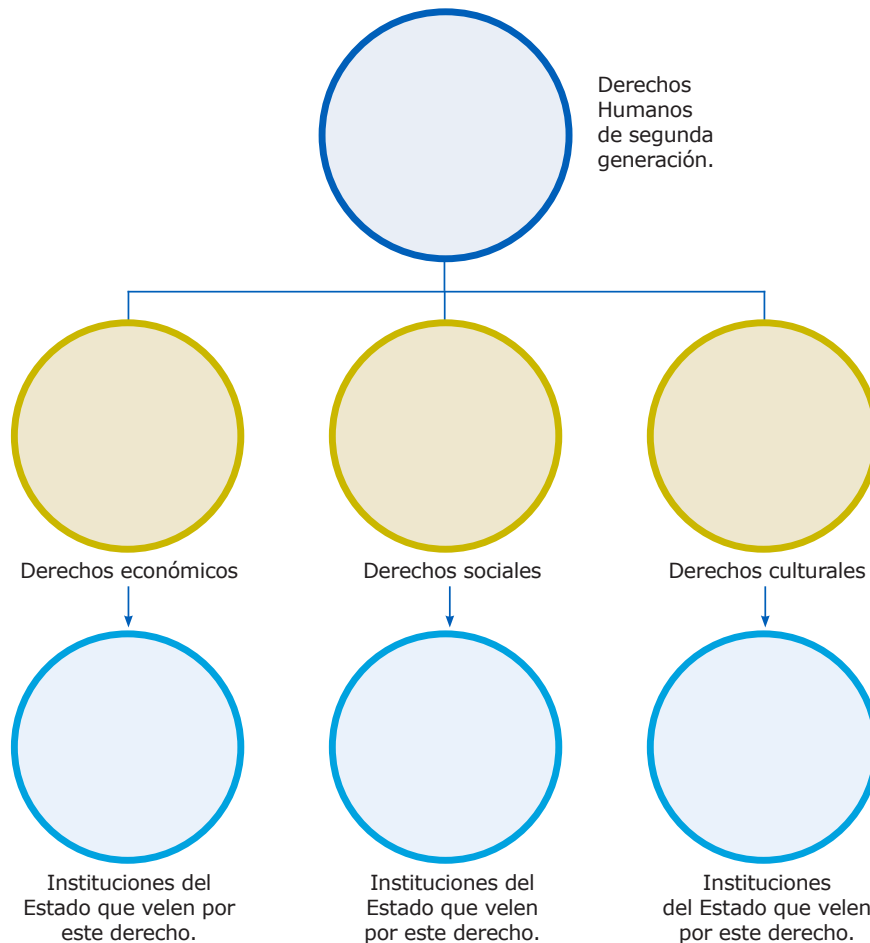 Derechos
Humanos
de segunda
generación.
Derechos económicos
Derechos sociales
Derechos culturales
Instituciones del
Estado que velen por
este derecho.
Instituciones del
Estado que velen
por este derecho.
Instituciones
del Estado que velen
por este derecho.